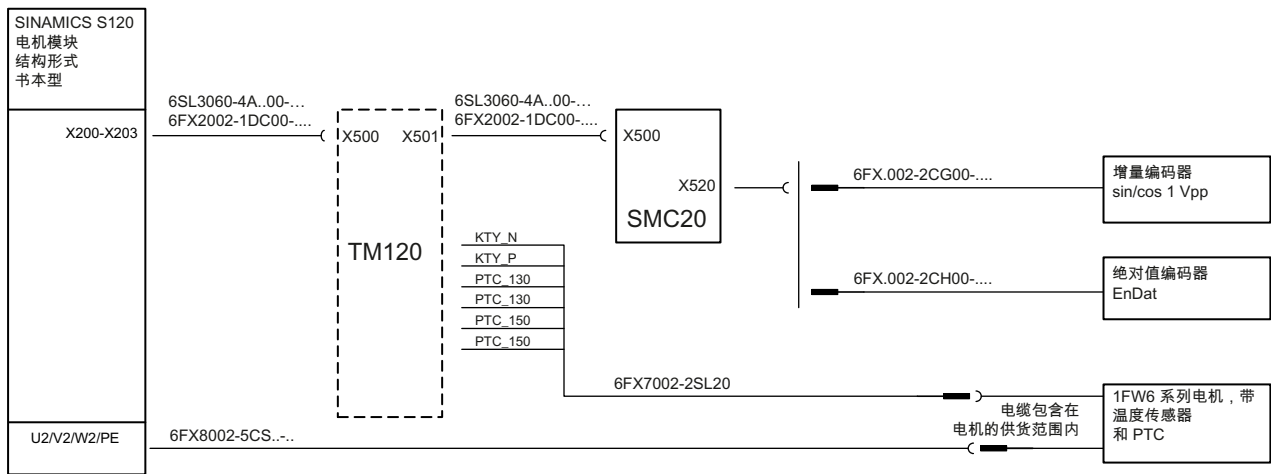 SINAMICS S120
电机模块
结构形式
书本型
X200-X203
6SL3060-4A..00-...
6FX2002-1DC00-....
X500
X501
TM120
6SL3060-4A..00-...
6FX2002-1DC00-....
X500
X520
SMC20
6FX.002-2CG00-....
增量编码器
sin/cos 1 Vpp
6FX.002-2CH00-....
绝对值编码器
EnDat
KTY_N
KTY_P
PTC_130
PTC_130
PTC_150
PTC_150
6FX7002-2SL20
电缆包含在
电机的供货范围内
1FW6 系列电机，带
温度传感器
和 PTC
U2/V2/W2/PE
6FX8002-5CS..-..